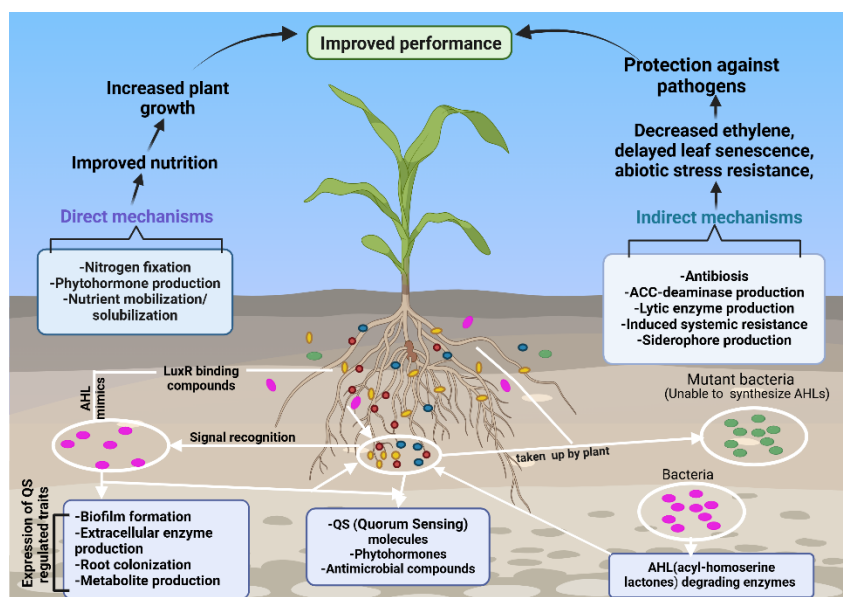 Improved performance
Increased plant
growth
Improved nutrition
Direct mechanisms
-Nitrogen fixation
-Phytohormone production
-Nutrient mobilization/
solubilization
Protection against
pathogens
Decreased ethylene,
delayed leaf senescence,
abiotic stress resistance,
Indirect mechanisms
-Antibiosis
-ACC-deaminase production
-Lytic enzyme production
-Induced systemic resistance
-Siderophore production
LuxR binding
compounds
AHL
mimics
Signal recognition
taken up by plant
Mutant bacteria
(Unable to synthesize AHLs)
Bacteria
Expression of QS
regulated traits
-Biofilm formation
-Extracellular enzyme
production
-Root colonization
-Metabolite production
-QS (Quorum Sensing)
molecules
-Phytohormones
-Antimicrobial compounds
AHL(acyl-homoserine
lactones) degrading enzymes